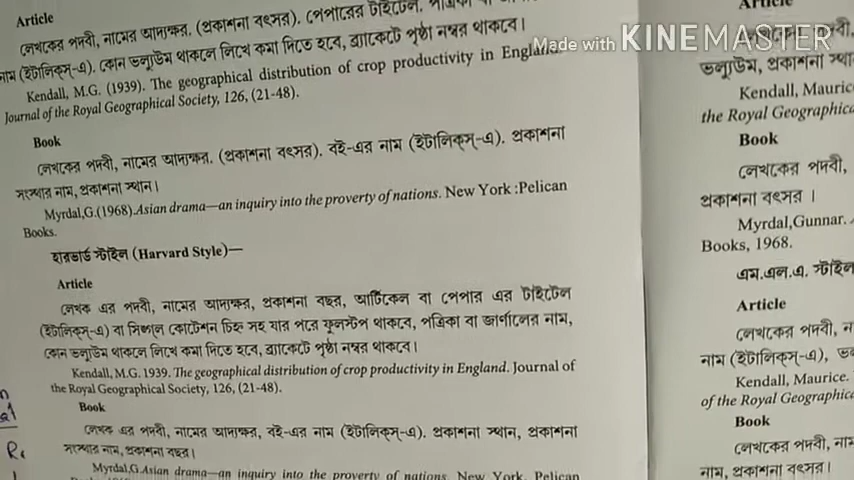 Article
লেখকের পদবী, নামের আদ্যক্ষর. (প্রকাশনা বৎসর). পেপারের টাইটেল.
নাম (ইটালিক্স্-এ). কোন ভল্যুউম থাকলে লিখে কমা দিতে হবে, ব্র্যাকেটে পৃষ্ঠা নম্বর থাকবে।
Kendall, M.G. (1939). The geographical distribution of crop productivity in England.
Journal of the Royal Geographical Society, 126, (21-48).
Book
লেখকের পদবী, নামের আদ্যক্ষর. (প্রকাশনা বৎসর). বই-এর নাম (ইটালিক্স্-এ). প্রকাশনা
সংস্থার নাম, প্রকাশনা স্থান।
Myrdal,G.(1968).Asian drama—an inquiry into the proverty of nations. New York :Pelican
Books.
হারভার্ড স্টাইল (Harvard Style)—
Article
লেখক এর পদবী, নামের আদ্যক্ষর, প্রকাশনা বছর, আর্টিকেল বা পেপার এর টাইটেল
(ইটালিক্স্-এ) বা সিঙ্গল কোটেশন চিহ্ন সহ যার পরে ফুলস্টপ থাকবে, পত্রিকা বা জার্ণালের নাম,
কোন ভল্যুউম থাকলে লিখে কমা দিতে হবে, ব্র্যাকেটে পৃষ্ঠা নম্বর থাকবে।
Kendall, M.G. 1939. The geographical distribution of crop productivity in England. Journal of
the Royal Geographical Society, 126, (21-48).
Book
লেখক এর পদবী, নামের আদ্যক্ষর, বই-এর নাম (ইটালিক্স্-এ). প্রকাশনা স্থান, প্রকাশনা
সংস্থার নাম, প্রকাশনা বছর।
Myrdal,G.Asian drama—an inquiry into the proverty of nations. New York, Pelican
Made with KINEMASTER
Article
পদবী,
ভল্যুউম, প্রকাশনা
Kendall, Mauric
the Royal Geographica
Book
লেখকের পদবী,
প্রকাশনা বৎসর ।
Myrdal,Gunnar.
Books, 1968.
এম.এল.এ. স্টাইল
Article
লেখকের পদবী,
নাম (ইটালিক্স্-এ),
Kendall, Maurice.
of the Royal Geographica
Book
লেখকের পদবী,
নাম, প্রকাশনা বৎসর।